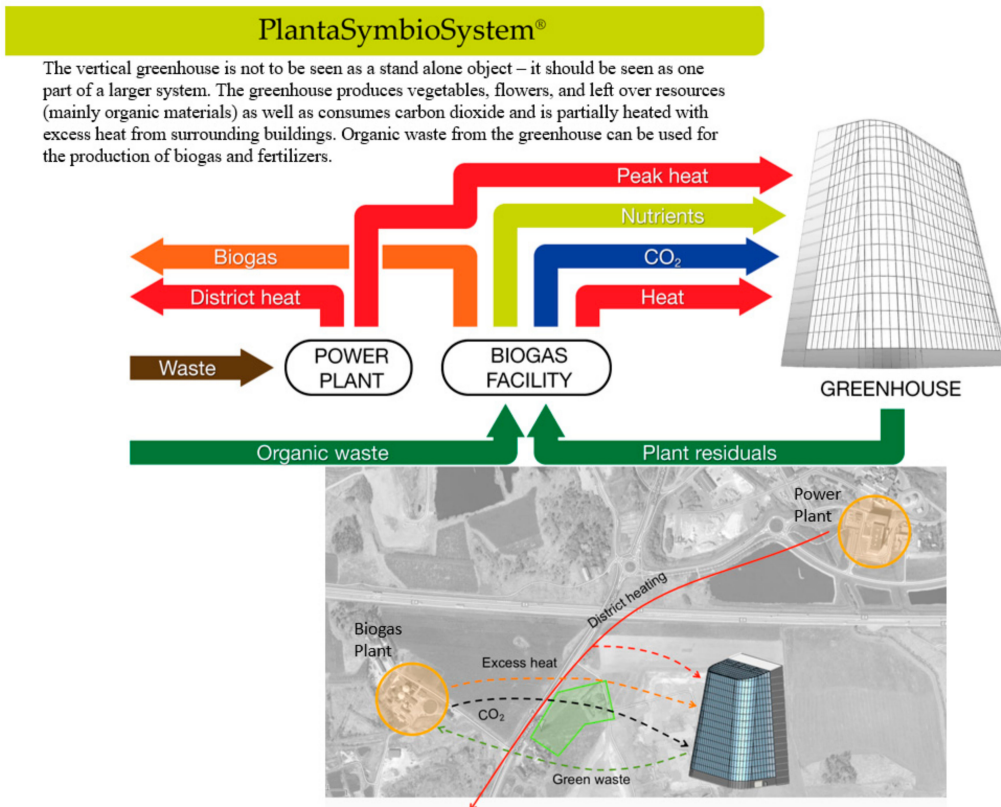 PlantaSymbioSystem®
The vertical greenhouse is not to be seen as a stand alone object – it should be seen as one
part of a larger system. The greenhouse produces vegetables, flowers, and left over resources
(mainly organic materials) as well as consumes carbon dioxide and is partially heated with
excess heat from surrounding buildings. Organic waste from the greenhouse can be used for
the production of biogas and fertilizers.
Peak heat
Nutrients
Biogas
CO₂
District heat
Heat
Waste
POWER
PLANT
BIOGAS
FACILITY
GREENHOUSE
Organic waste
Plant residuals
Power
Plant
District heating
Biogas
Plant
Excess heat
CO₂
Green waste